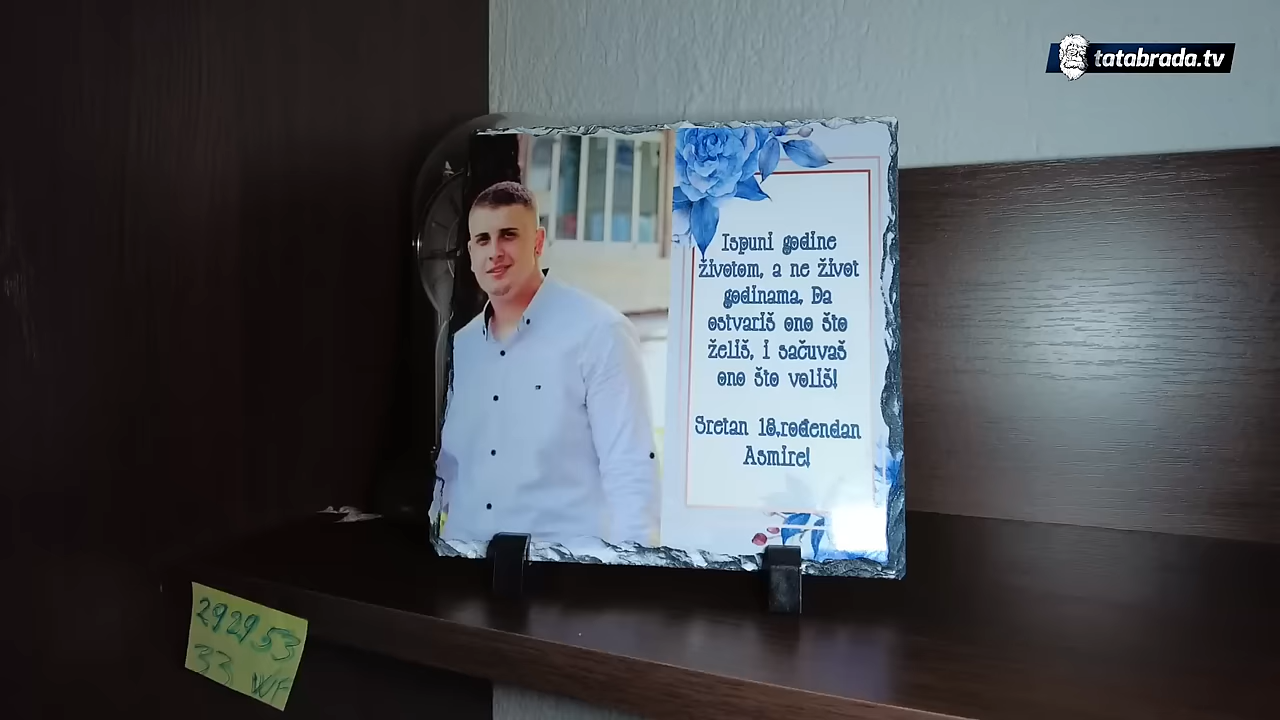 tatabrada.tv
Ispuni godine
životom, a ne život
godinama. Da
ostvariš ono što
želiš, i sačuvaš
ono što voliš!
Sretan 18.rođendan
Asmire!
292953
33 WF